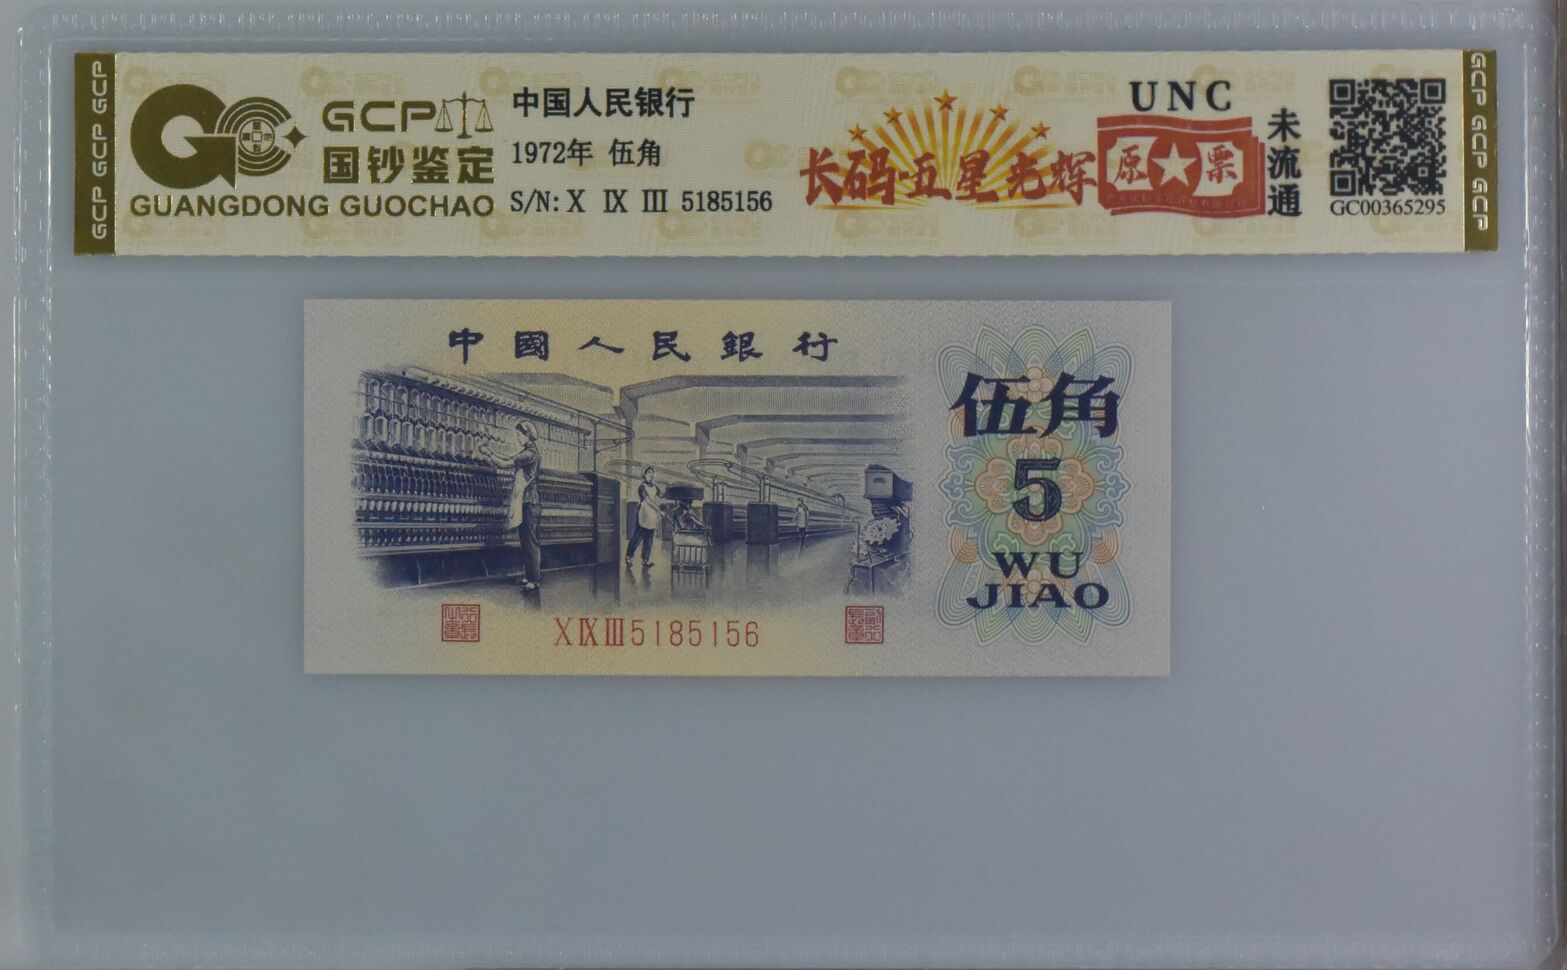 GCP GCP GCP
GCP
国钞鉴定
GUANGDONG GUOCHAO
中国人民银行
1972年 伍角
S/N: X IX III 5185156
长码·五星光辉
UNC
原★票
未流通
GC00365295
GCP GCP GCP
中國人民銀行
伍角
5
WU
JIAO
X IX III 5185156